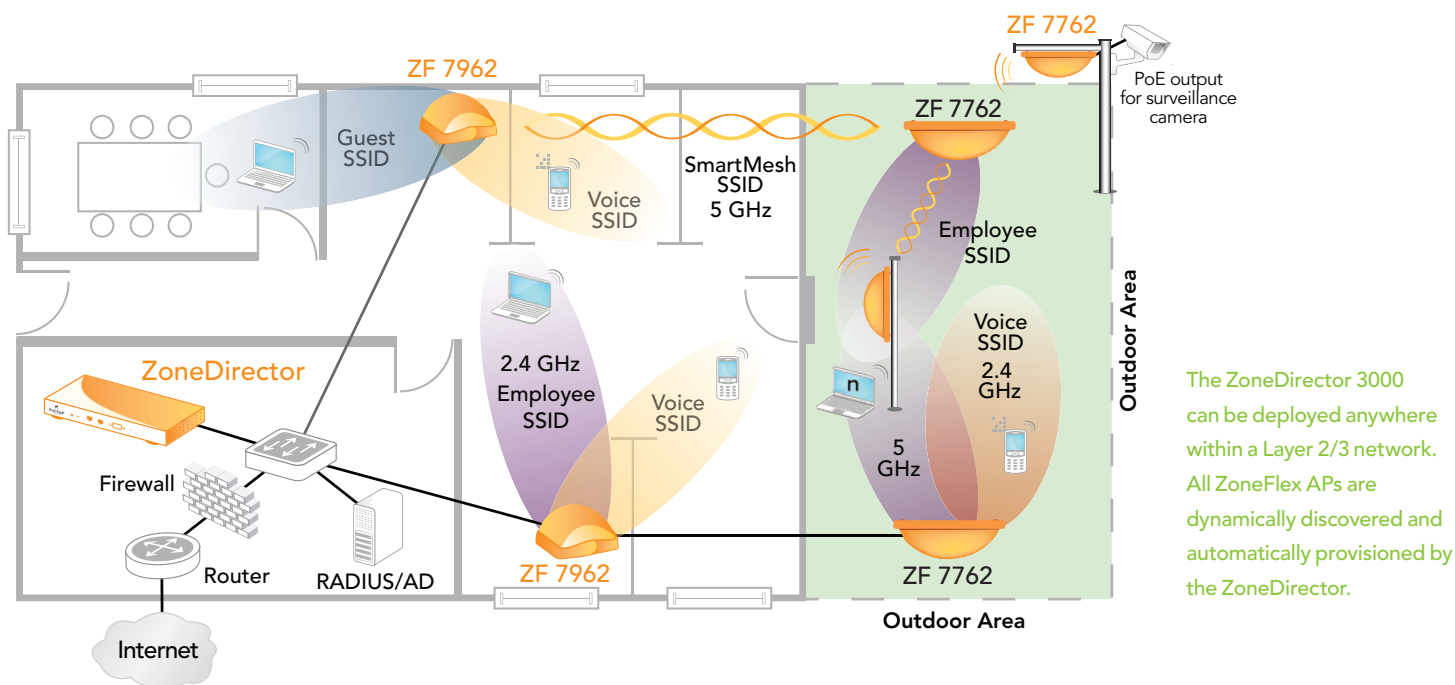 ZF 7762
PoE output
for surveillance
camera
ZF 7962
ZF 7762
Guest
SSID
Voice
SSID
SmartMesh
SSID
5 GHz
Employee
SSID
Outdoor Area
ZoneDirector
2.4 GHz
Employee
SSID
Voice
SSID
Voice
SSID
2.4
GHz
n
5
GHz
Firewall
Router
RADIUS/AD
Internet
ZF 7962
ZF 7762
Outdoor Area
The ZoneDirector 3000
can be deployed anywhere
within a Layer 2/3 network.
All ZoneFlex APs are
dynamically discovered and
automatically provisioned by
the ZoneDirector.